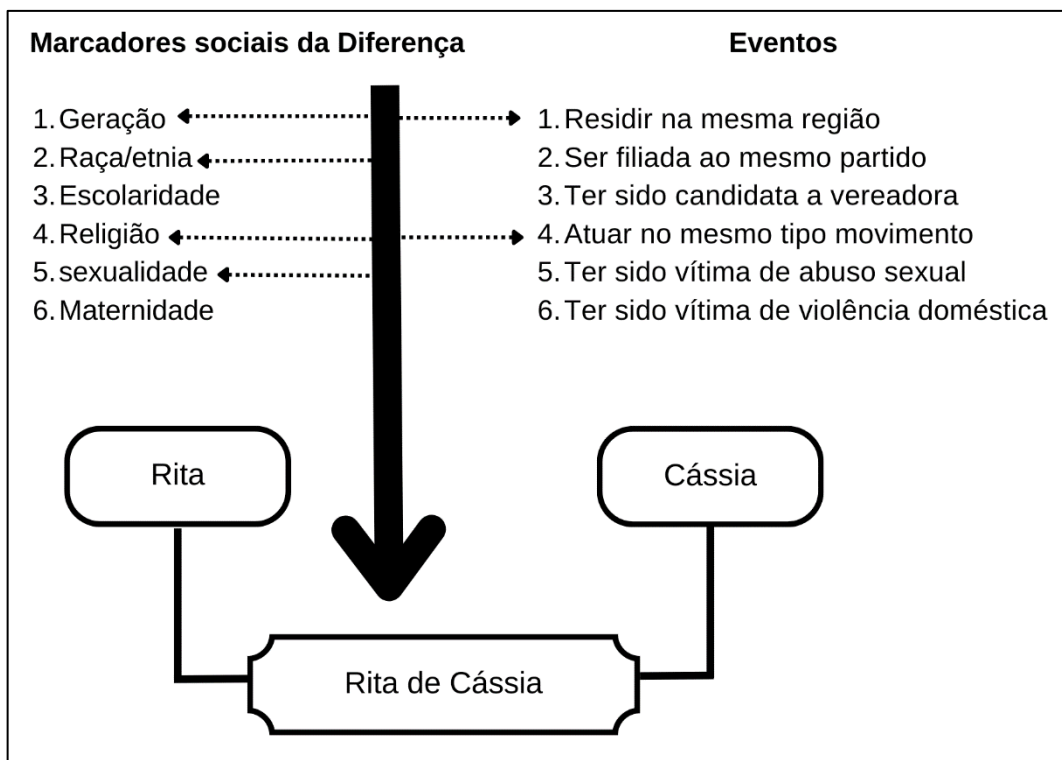 Marcadores sociais da Diferença
1. Geração
2. Raça/etnia
3. Escolaridade
4. Religião
5. sexualidade
6. Maternidade
Eventos
1. Residir na mesma região
2. Ser filiada ao mesmo partido
3. Ter sido candidata a vereadora
4. Atuar no mesmo tipo movimento
5. Ter sido vítima de abuso sexual
6. Ter sido vítima de violência doméstica
Rita
Cássia
Rita de Cássia